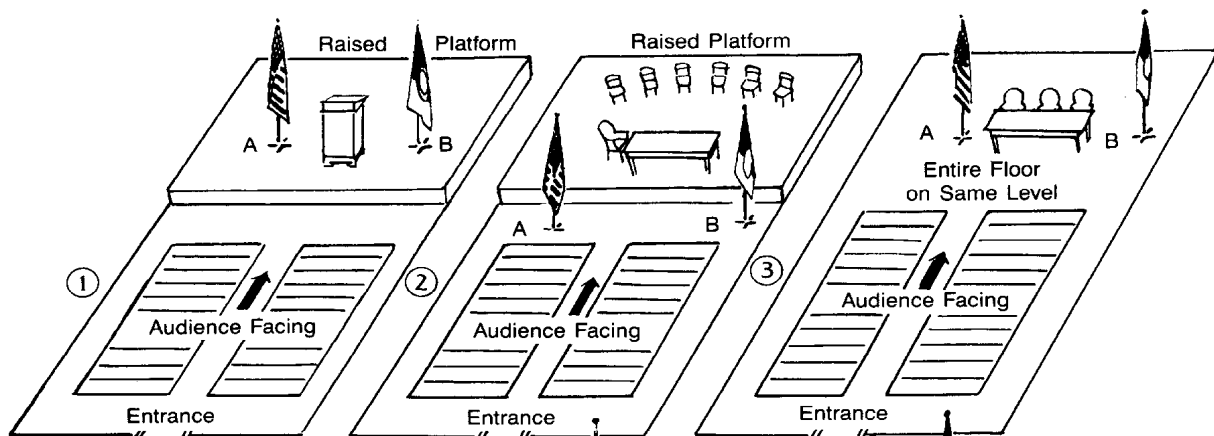 Raised Platform
A
B
①
Audience Facing
Entrance
Raised Platform
A
B
②
Audience Facing
Entrance
A
B
Entire Floor
on Same Level
③
Audience Facing
Entrance